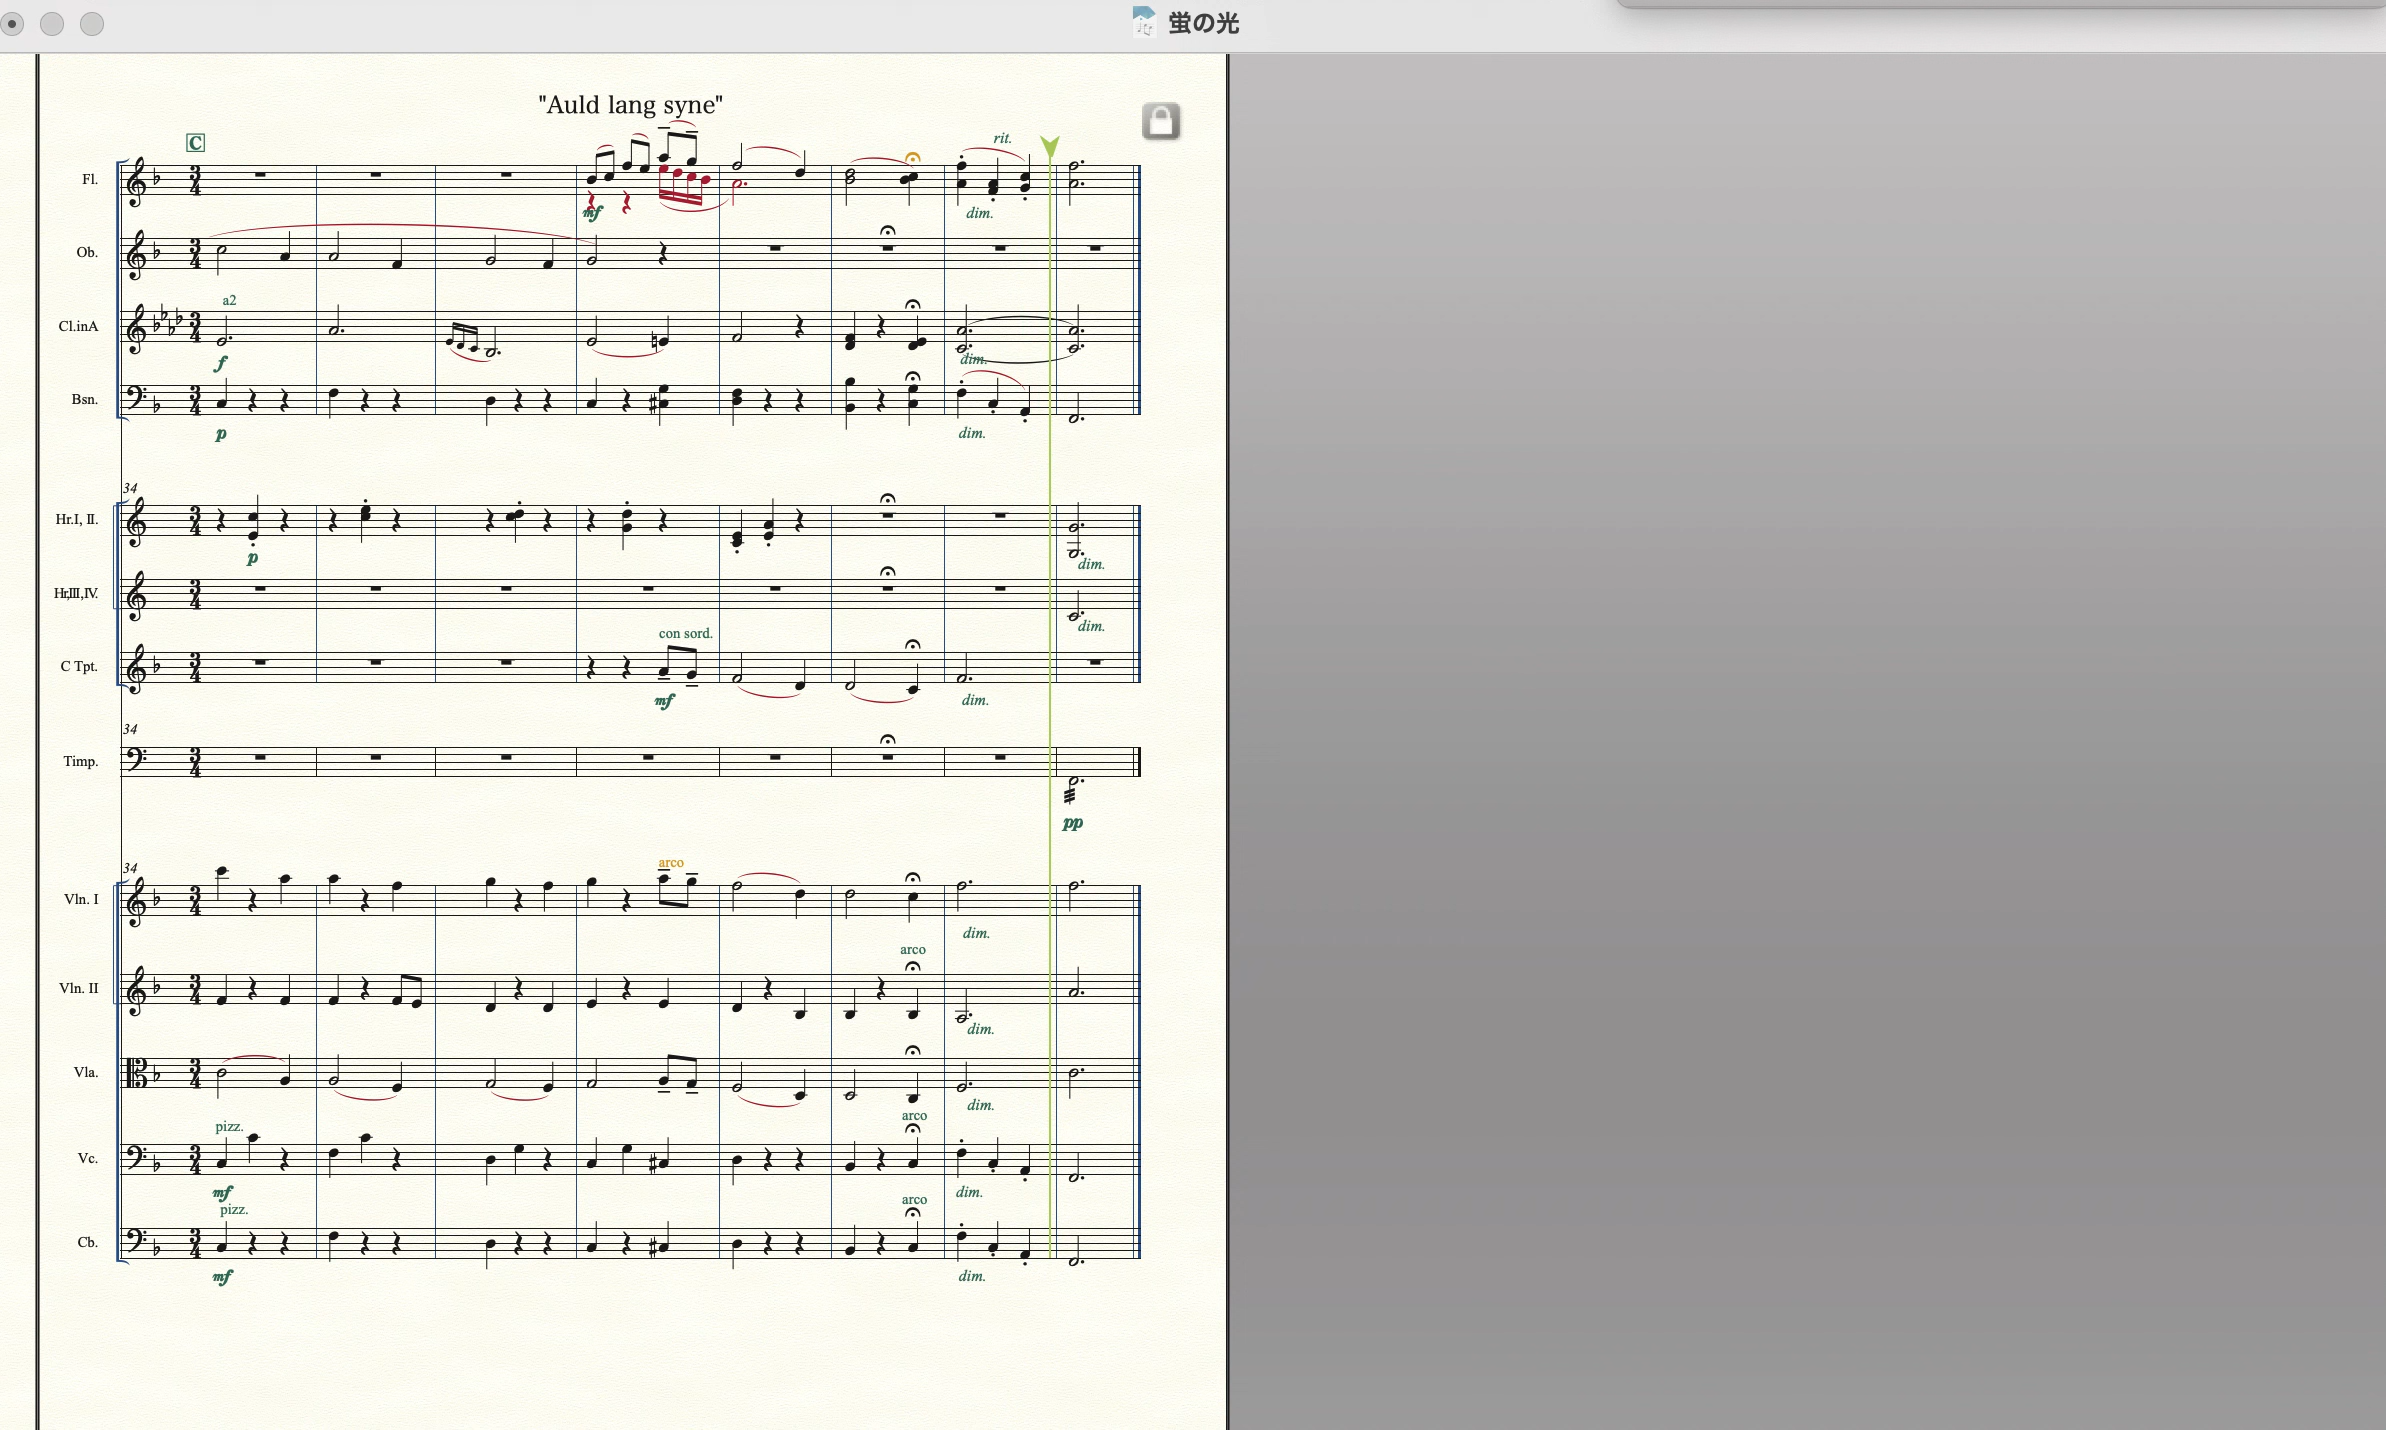 蛍の光
"Auld lang syne"
C
rit.
Fl.
mf
dim.
Ob.
a2
Cl.inA
f
dim.
Bsn.
p
dim.
34
Hr.I, II.
p
dim.
Hr,III,IV.
dim.
con sord.
C Tpt.
mf
dim.
34
Timp.
pp
34
arco
Vln. I
dim.
arco
Vln. II
dim.
Vla.
dim.
pizz.
arco
Vc.
mf
dim.
pizz.
arco
Cb.
mf
dim.